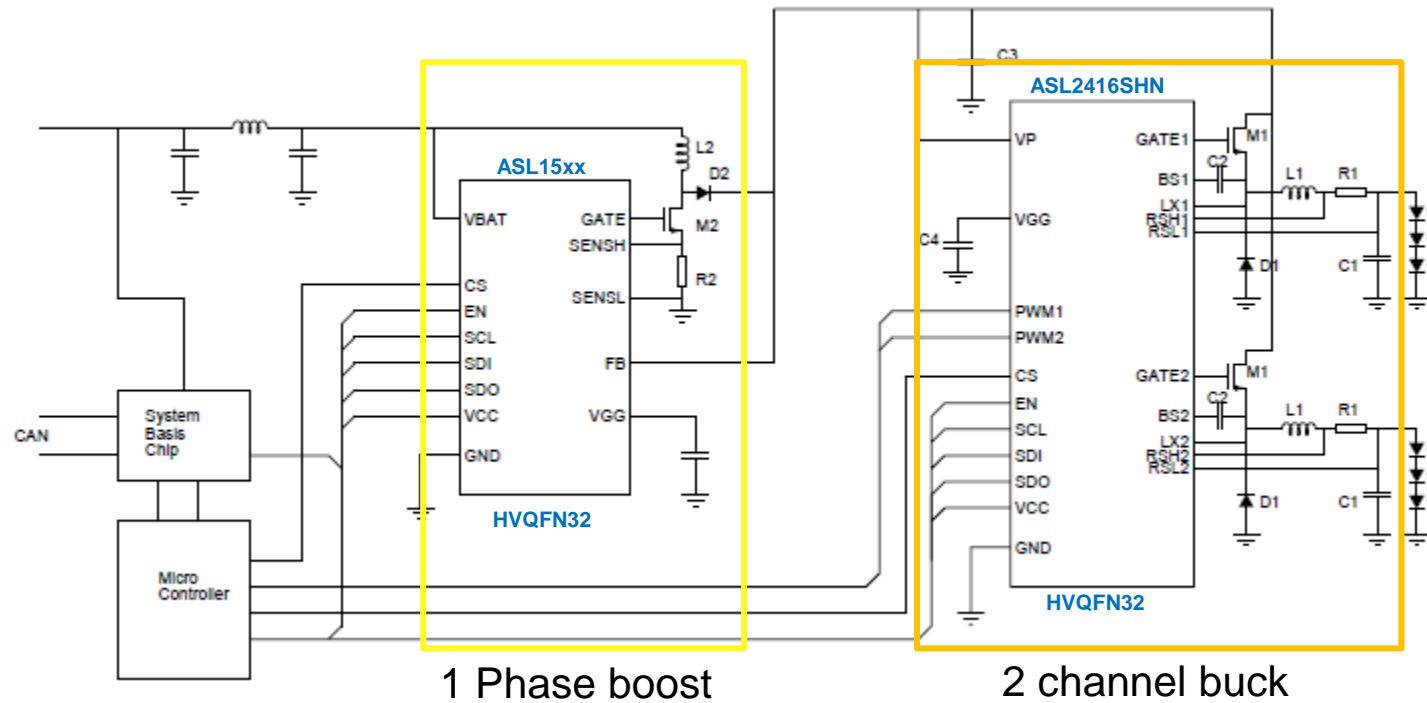 C3
ASL2416SHN
ASL15xx
L2
D2
VBAT
GATE
M2
SENSH
R2
SENSL
CS
EN
SCL
SDI
FB
SDO
VCC
VGG
GND
HVQFN32
System
Basis
Chip
CAN
Micro
Controller
VP
GATE1
M1
C2
BS1
L1
R1
LX1
RSH1
RSL1
VGG
C4
D1
C1
PWM1
PWM2
CS
GATE2
M1
EN
C2
BS2
L1
R1
SCL
LX2
SDI
RSH2
RSL2
SDO
VCC
D1
C1
GND
HVQFN32
1 Phase boost
2 channel buck